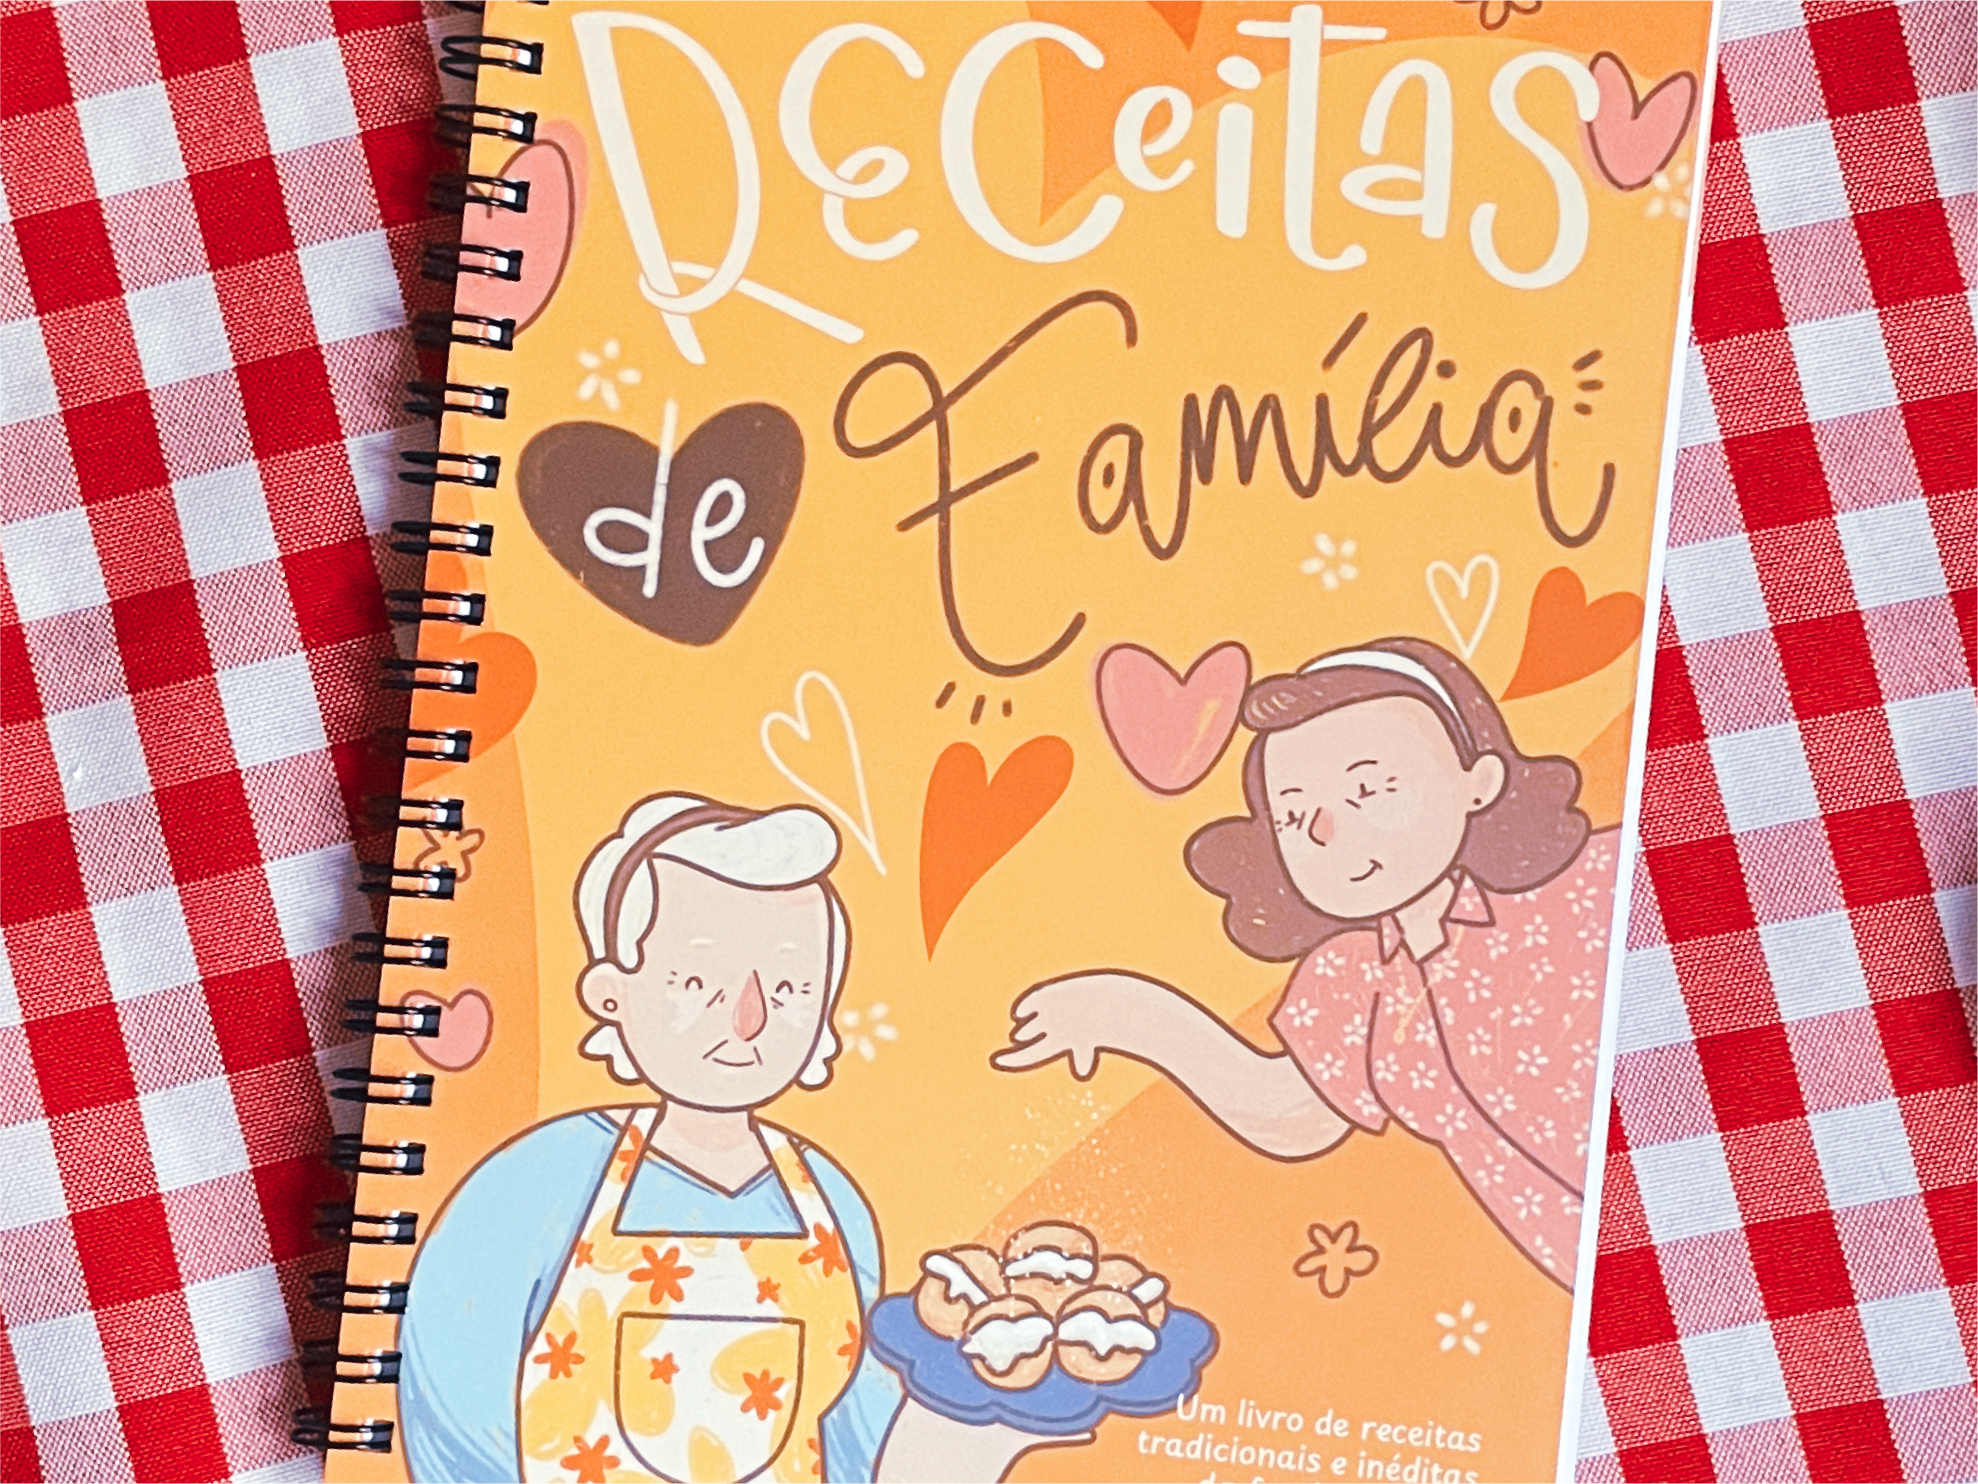 Receitas
de Família
Um livro de receitas
tradicionais e inéditas